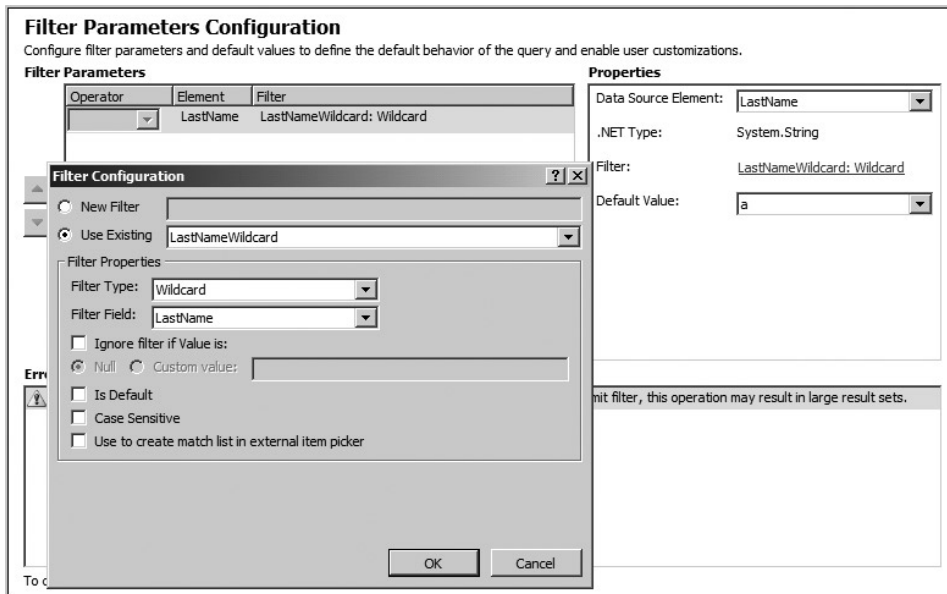 Filter Parameters Configuration
Configure filter parameters and default values to define the default behavior of the query and enable user customizations.
Filter Parameters
Properties
Operator Element Filter
LastName LastNameWildcard: Wildcard
Data Source Element: LastName
.NET Type: System.String
Filter: LastNameWildcard: Wildcard
Default Value: a
Filter Configuration
New Filter
Use Existing LastNameWildcard
Filter Properties
Filter Type: Wildcard
Filter Field: LastName
Ignore filter if Value is:
Null Custom value:
Is Default
Case Sensitive
Use to create match list in external item picker
OK Cancel
Erro
mit filter, this operation may result in large result sets.
To c